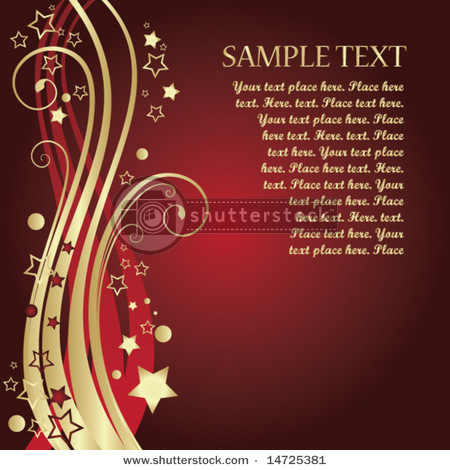 SAMPLE TEXT
Your text place here. Place here
text. Here. text. Place here text.
Your text place here. Place
here text. Here. text. Place
here text. Your text place
here. Place here text. Here.
text. Place here text. Your
text place here. Place
here text. Here. text.
Place text here. Your
text place here. Place
shutterstock
www.shutterstock.com · 14725381